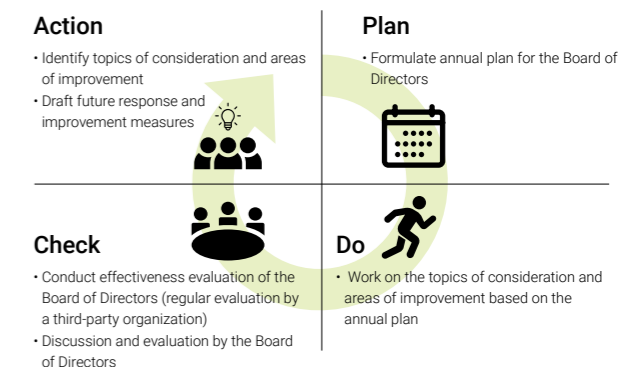 Action
• Identify topics of consideration and areas
of improvement
• Draft future response and
improvement measures
Plan
• Formulate annual plan for the Board of
Directors
Check
• Conduct effectiveness evaluation of the
Board of Directors (regular evaluation by
a third-party organization)
• Discussion and evaluation by the Board
of Directors
Do
• Work on the topics of consideration and
areas of improvement based on the
annual plan